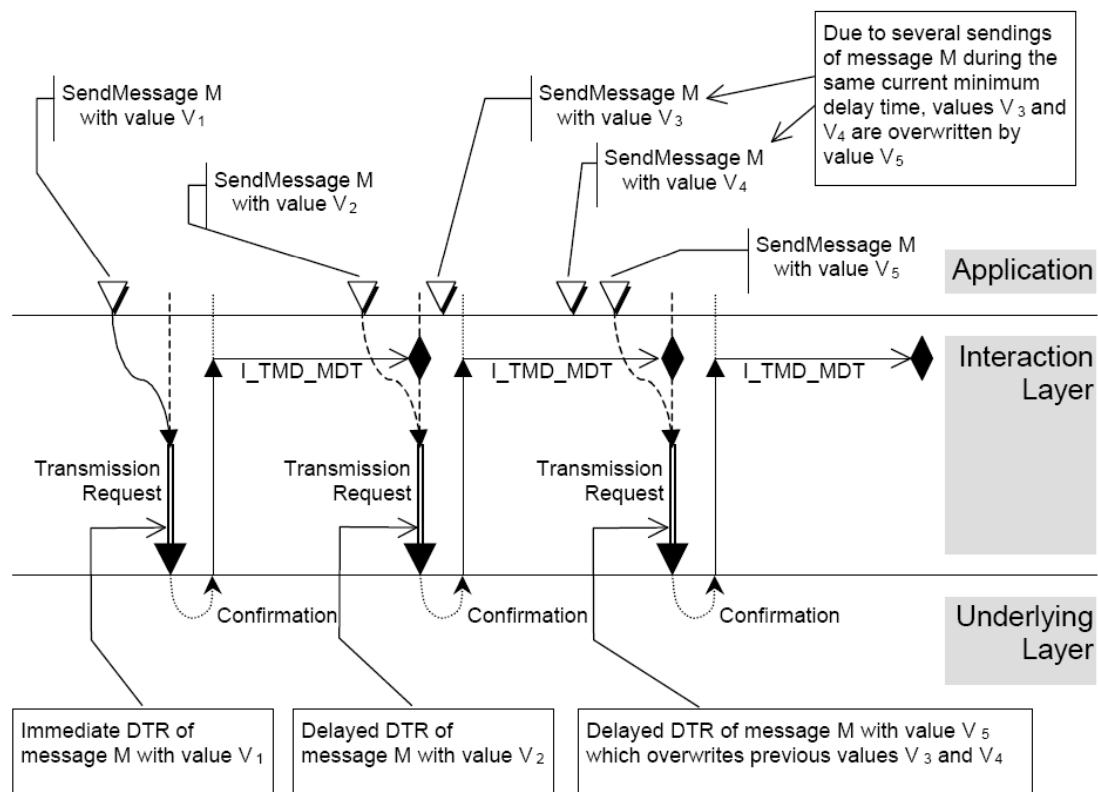 SendMessage M
with value V1
SendMessage M
with value V2
SendMessage M
with value V3
SendMessage M
with value V4
Due to several sendings
of message M during the
same current minimum
delay time, values V3 and
V4 are overwritten by
value V5
SendMessage M
with value V5
Application
I_TMD_MDT
I_TMD_MDT
I_TMD_MDT
Interaction
Layer
Transmission
Request
Transmission
Request
Transmission
Request
Confirmation
Confirmation
Confirmation
Underlying
Layer
Immediate DTR of
message M with value V1
Delayed DTR of
message M with value V2
Delayed DTR of message M with value V5
which overwrites previous values V3 and V4